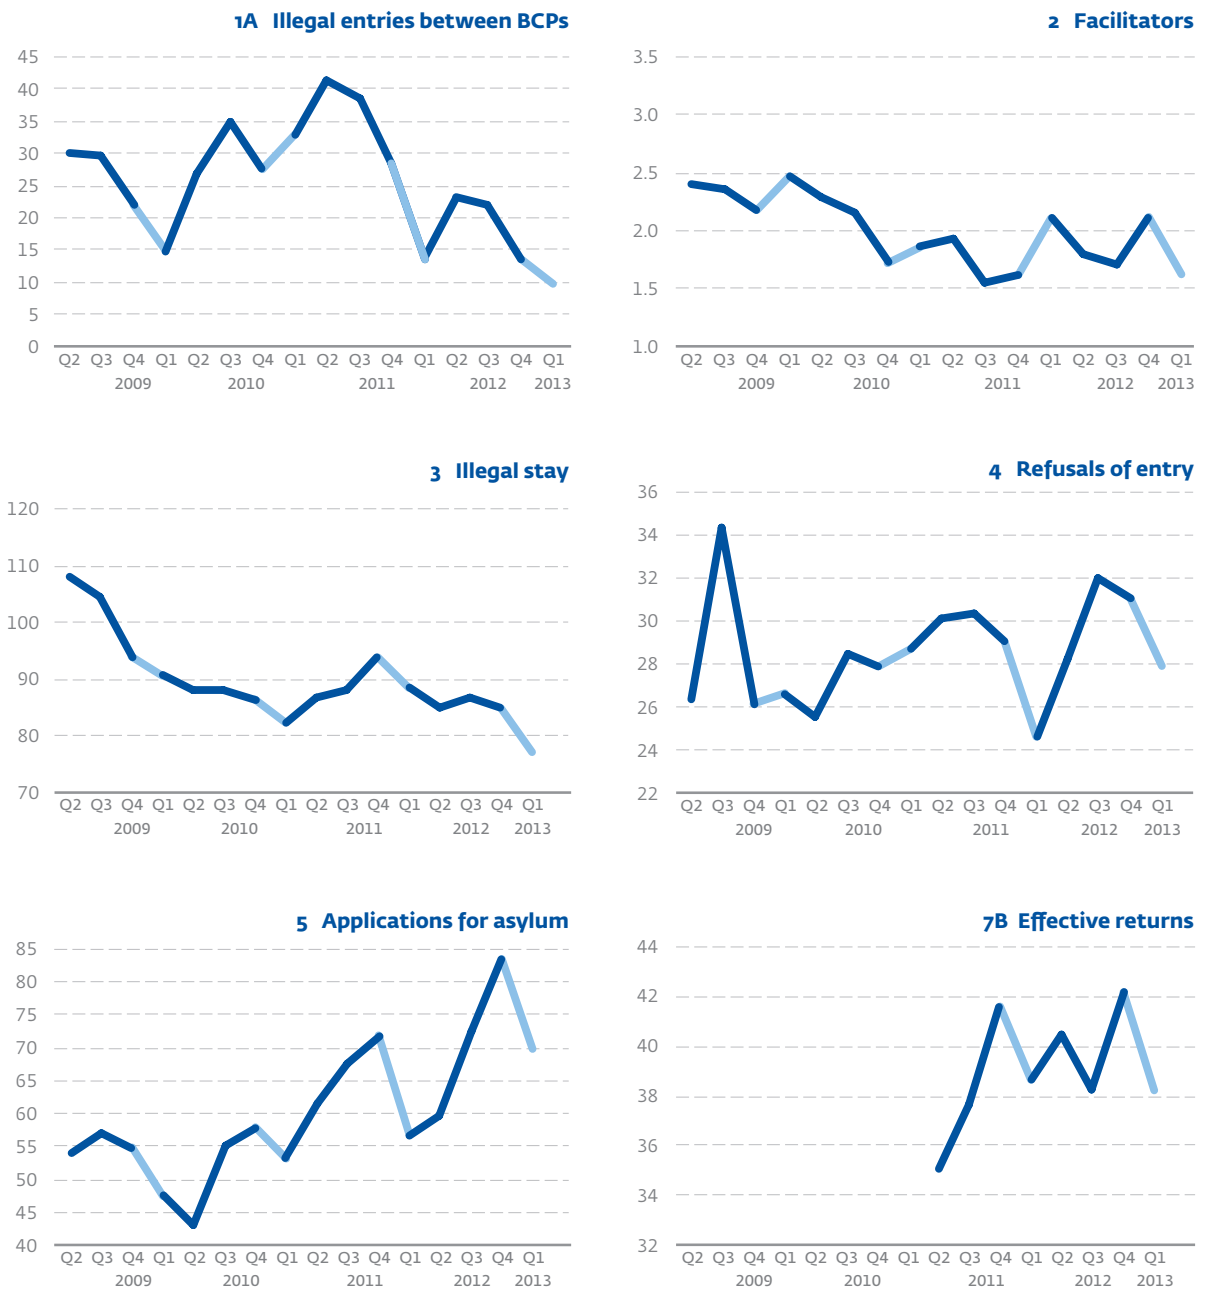 1A Illegal entries between BCPs
45
40
35
30
25
20
15
10
5
0
Q2 Q3 Q4 Q1 Q2 Q3 Q4 Q1 Q2 Q3 Q4 Q1 Q2 Q3 Q4 Q1
2009 2010 2011 2012 2013
2 Facilitators
3.5
3.0
2.5
2.0
1.5
1.0
Q2 Q3 Q4 Q1 Q2 Q3 Q4 Q1 Q2 Q3 Q4 Q1 Q2 Q3 Q4 Q1
2009 2010 2011 2012 2013
3 Illegal stay
120
110
100
90
80
70
Q2 Q3 Q4 Q1 Q2 Q3 Q4 Q1 Q2 Q3 Q4 Q1 Q2 Q3 Q4 Q1
2009 2010 2011 2012 2013
4 Refusals of entry
36
34
32
30
28
26
24
22
Q2 Q3 Q4 Q1 Q2 Q3 Q4 Q1 Q2 Q3 Q4 Q1 Q2 Q3 Q4 Q1
2009 2010 2011 2012 2013
5 Applications for asylum
85
80
75
70
65
60
55
50
45
40
Q2 Q3 Q4 Q1 Q2 Q3 Q4 Q1 Q2 Q3 Q4 Q1 Q2 Q3 Q4 Q1
2009 2010 2011 2012 2013
7B Effective returns
44
42
40
38
36
34
32
Q2 Q3 Q4 Q1 Q2 Q3 Q4 Q1 Q2 Q3 Q4 Q1 Q2 Q3 Q4 Q1
2009 2010 2011 2012 2013